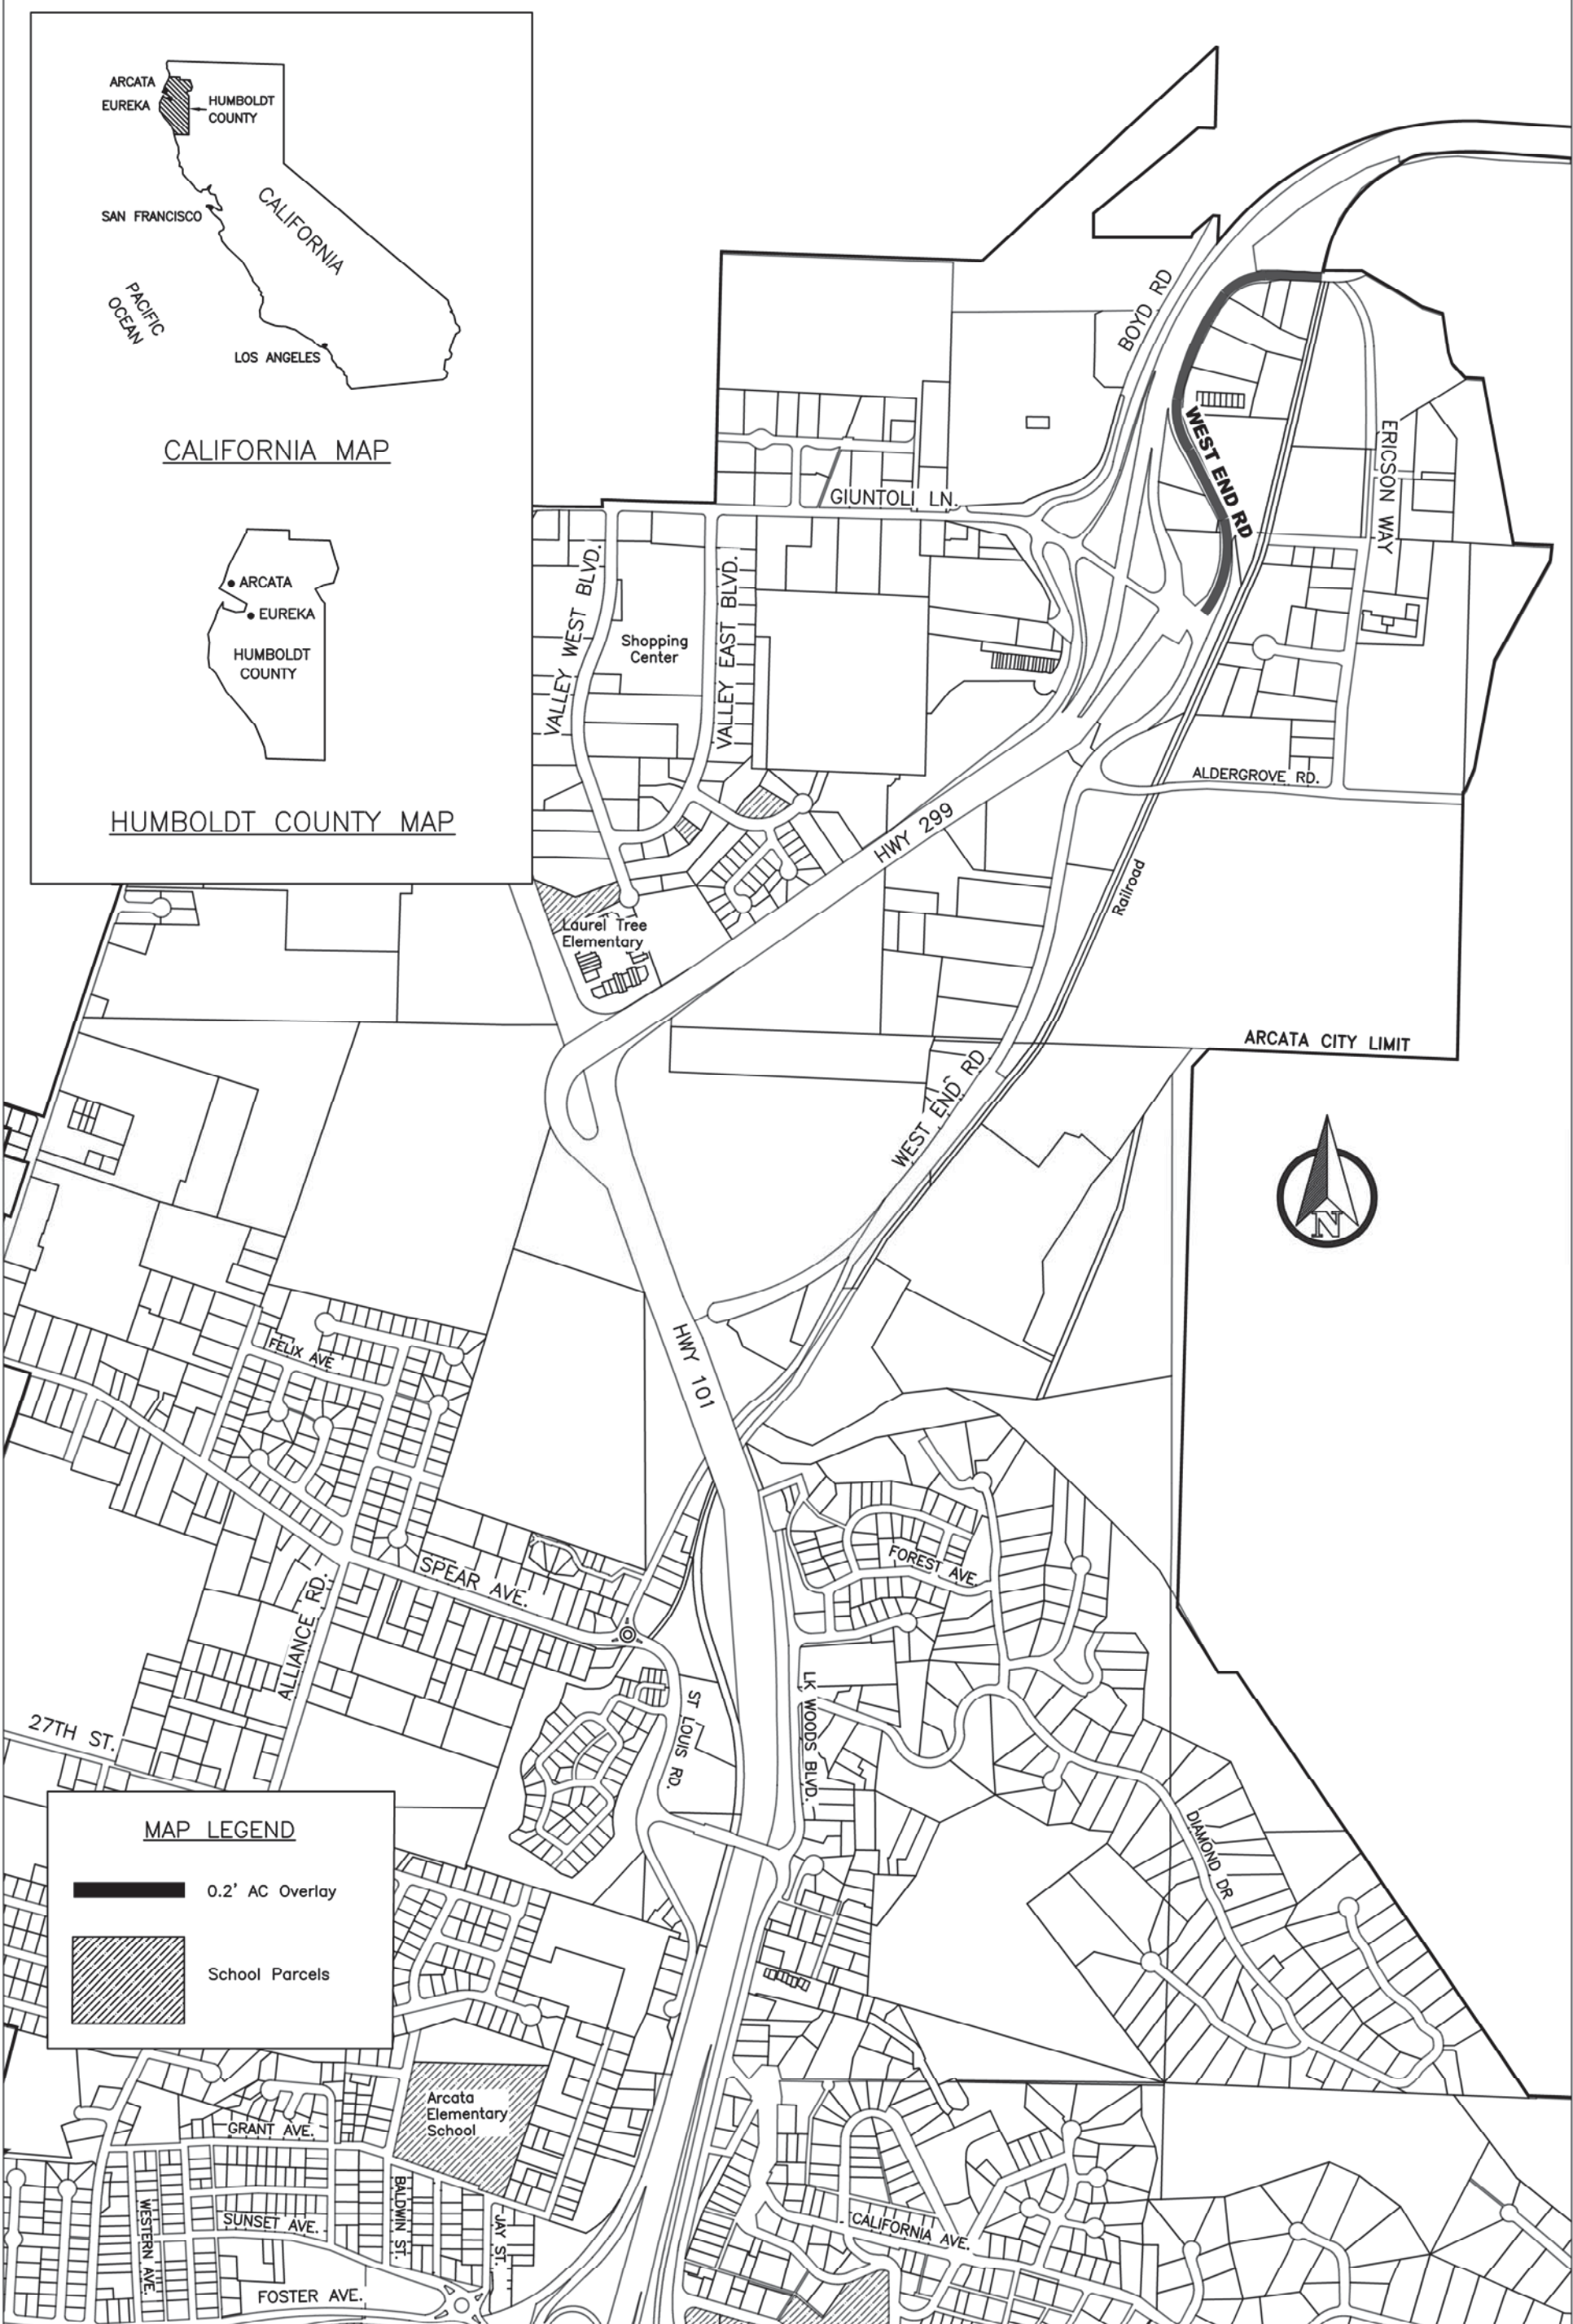 ARCATA
EUREKA
HUMBOLDT
COUNTY
CALIFORNIA
SAN FRANCISCO
PACIFIC
OCEAN
LOS ANGELES
CALIFORNIA MAP
ARCATA
EUREKA
HUMBOLDT
COUNTY
HUMBOLDT COUNTY MAP
BOYD RD
WEST END RD
ERICSON WAY
GIUNTOLI LN.
VALLEY WEST BLVD.
Shopping
Center
VALLEY EAST BLVD.
ALDERGROVE RD.
HWY 299
Railroad
Laurel Tree
Elementary
ARCATA CITY LIMIT
WEST END RD.
N
HWY 101
FELIX AVE
SPEAR AVE.
FOREST AVE.
ALLIANCE RD.
ST LOUIS RD.
LK WOODS BLVD.
27TH ST.
DIAMOND DR
MAP LEGEND
0.2' AC Overlay
School Parcels
Arcata
Elementary
School
GRANT AVE.
WESTERN AVE.
SUNSET AVE.
BALDWIN ST.
JAY ST.
CALIFORNIA AVE.
FOSTER AVE.